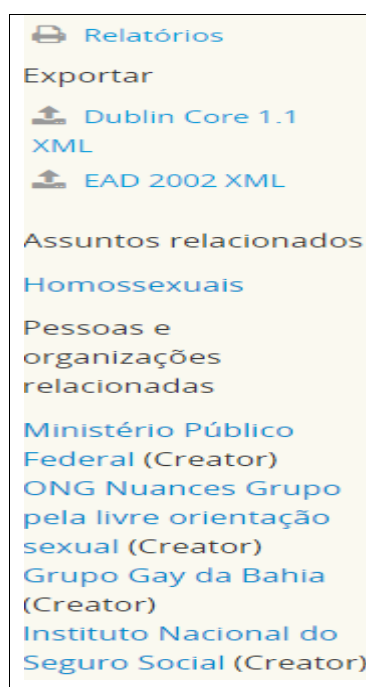 Relatórios
Exportar
Dublin Core 1.1
XML
EAD 2002 XML
Assuntos relacionados
Homossexuais
Pessoas e
organizações
relacionadas
Ministério Público
Federal (Creator)
ONG Nuances Grupo
pela livre orientação
sexual (Creator)
Grupo Gay da Bahia
(Creator)
Instituto Nacional do
Seguro Social (Creator)